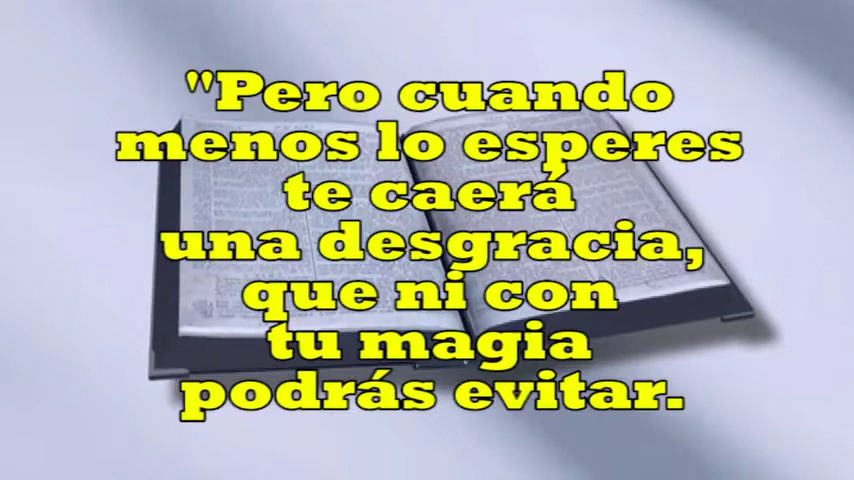 "Pero cuando
menos lo esperes
te caerá
una desgracia,
que ni con
tu magia
podrás evitar.